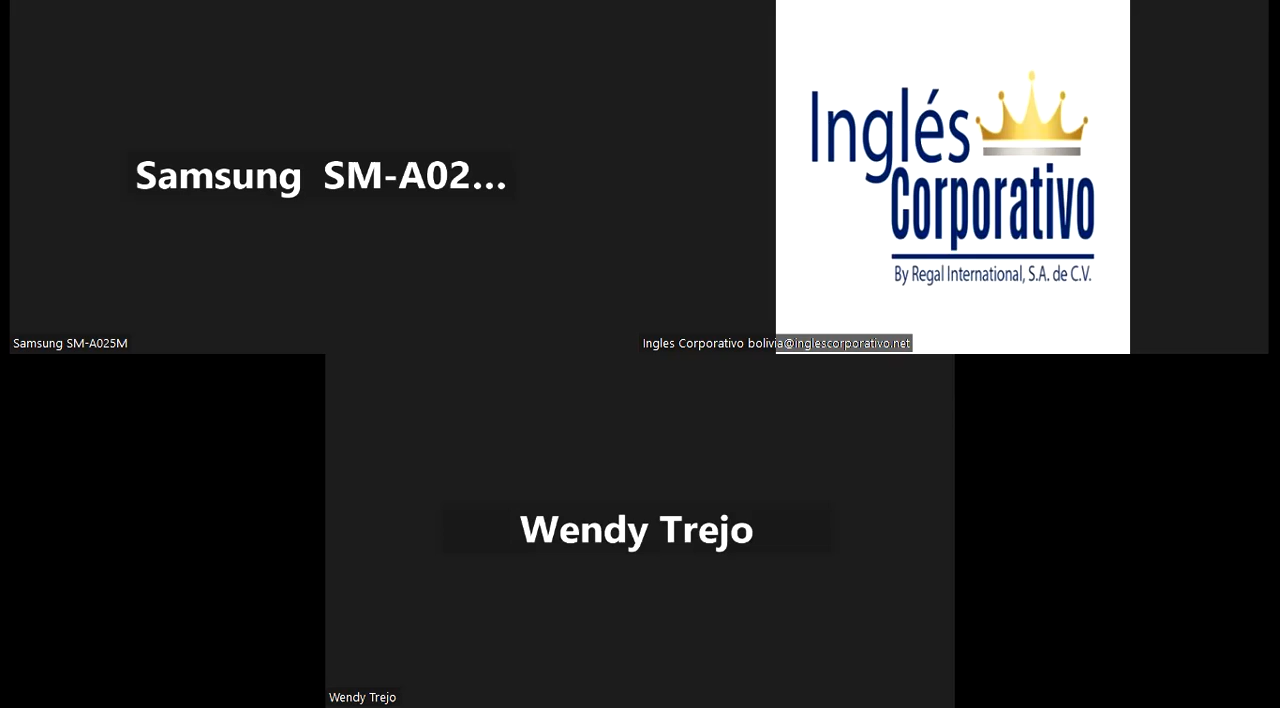 Samsung SM-A02...
Samsung SM-A025M
Inglés
Corporativo
By Regal International, S.A. de C.V.
Ingles Corporativo bolivia@inglescorporativo.net
Wendy Trejo
Wendy Trejo